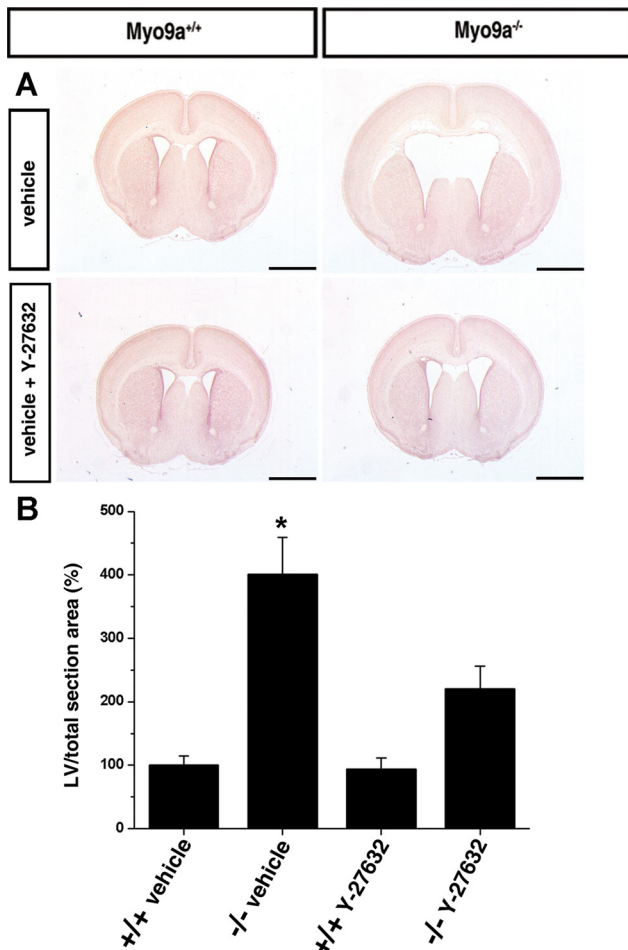 Myo9a+/+ Myo9a-/-
A
vehicle
vehicle + Y-27632
B
500
400
300
200
100
0
LV/total section area (%)
*
+/+ vehicle
-/- vehicle
+/+ Y-27632
-/- Y-27632